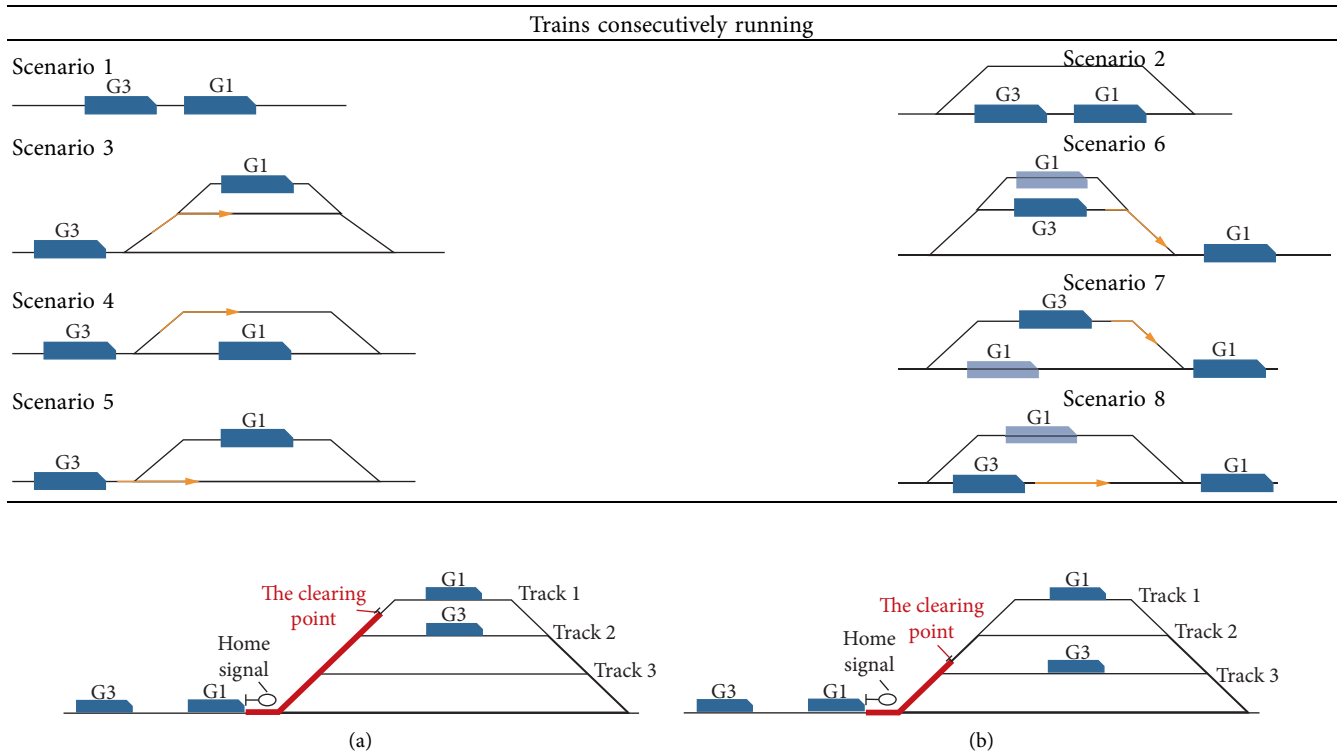 Trains consecutively running
Scenario 1
G3
G1
Scenario 2
G3
G1
Scenario 3
G1
G3
Scenario 6
G1
G3
G1
Scenario 4
G3
G1
Scenario 7
G3
G1
G1
Scenario 5
G1
G3
Scenario 8
G1
G3
G1
The clearing
point
Home
signal
G3
G1
G1
G3
Track 1
Track 2
Track 3
(a)
The clearing
point
Home
signal
G3
G1
G1
G3
Track 1
Track 2
Track 3
(b)